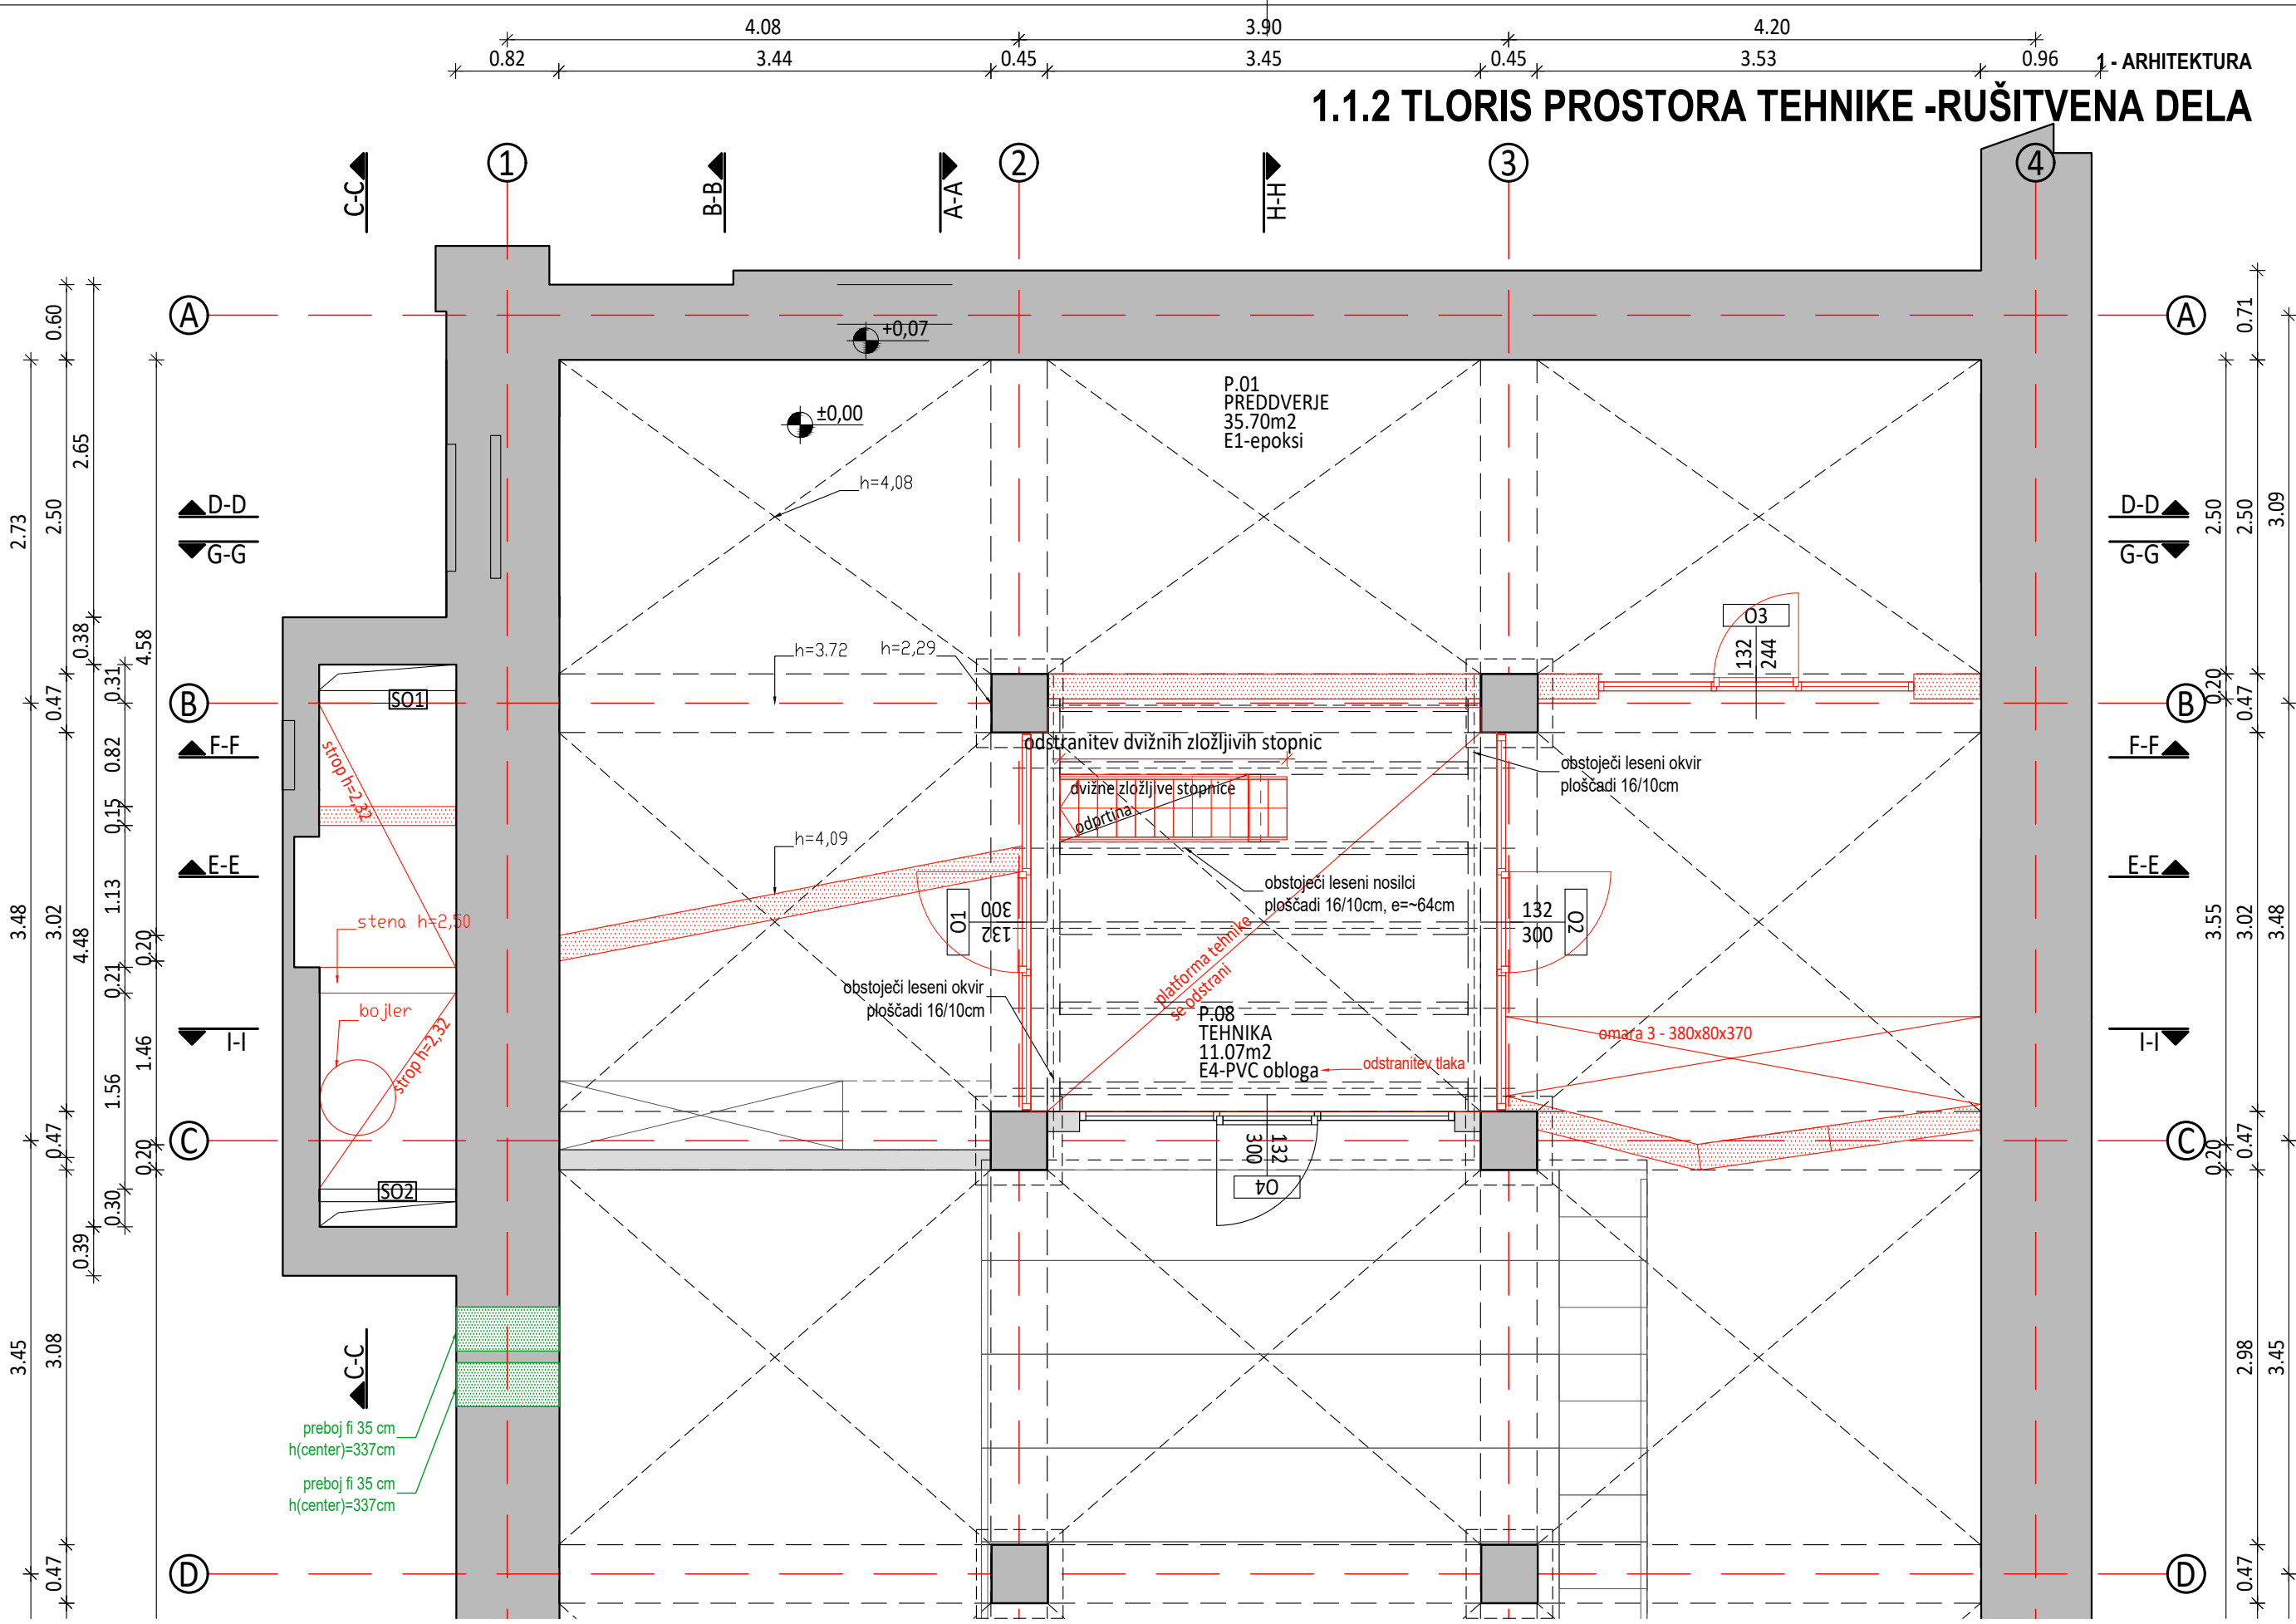 4.08
3.90
4.20
0.82
3.44
0.45
3.45
0.45
3.53
0.96
1 - ARHITEKTURA
1.1.2 TLORIS PROSTORA TEHNIKE -RUŠITVENA DELA
C-C
1
B-B
A-A
2
H-H
3
4
A
A
0.60
0.71
+0,07
±0,00
P.01
PREDDVERJE
35.70m2
E1-epoksi
h=4,08
2.73
2.50
2.65
4.58
D-D
G-G
D-D
G-G
2.50
2.50
3.09
0.38
0.31
0.47
h=3.72
h=2,29
O3
132
244
0.20
0.47
B
SO1
B
F-F
F-F
strop h=2,32
0.82
0.15
odstranitev dvižnih zložljivih stopnic
dvižne zložljive stopnice
odprtina
obstoječi leseni okvir
ploščadi 16/10cm
h=4,09
E-E
E-E
3.48
3.02
4.48
1.13
0.20
0.21
stena h=2,50
obstoječi leseni nosilci
ploščadi 16/10cm, e=~64cm
O1
300
132
132
300
O2
3.55
3.02
3.48
platforma tehnike
se odstrani
obstoječi leseni okvir
ploščadi 16/10cm
bojler
strop h=2,32
I-I
I-I
1.46
1.56
P.08
TEHNIKA
11.07m2
E4-PVC obloga
odstranitev tlaka
omara 3 - 380x80x370
0.47
0.20
C
C
0.20
0.47
132
300
O4
SO2
0.30
0.39
3.45
3.08
C-C
2.98
3.45
preboj fi 35 cm
h(center)=337cm
preboj fi 35 cm
h(center)=337cm
0.47
D
D
0.47